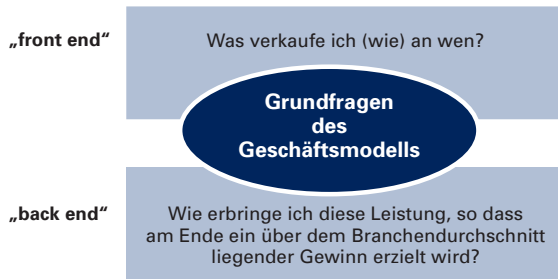 „front end“
Was verkaufe ich (wie) an wen?
Grundfragen
des
Geschäftsmodells
„back end“
Wie erbringe ich diese Leistung, so dass
am Ende ein über dem Branchendurchschnitt
liegender Gewinn erzielt wird?